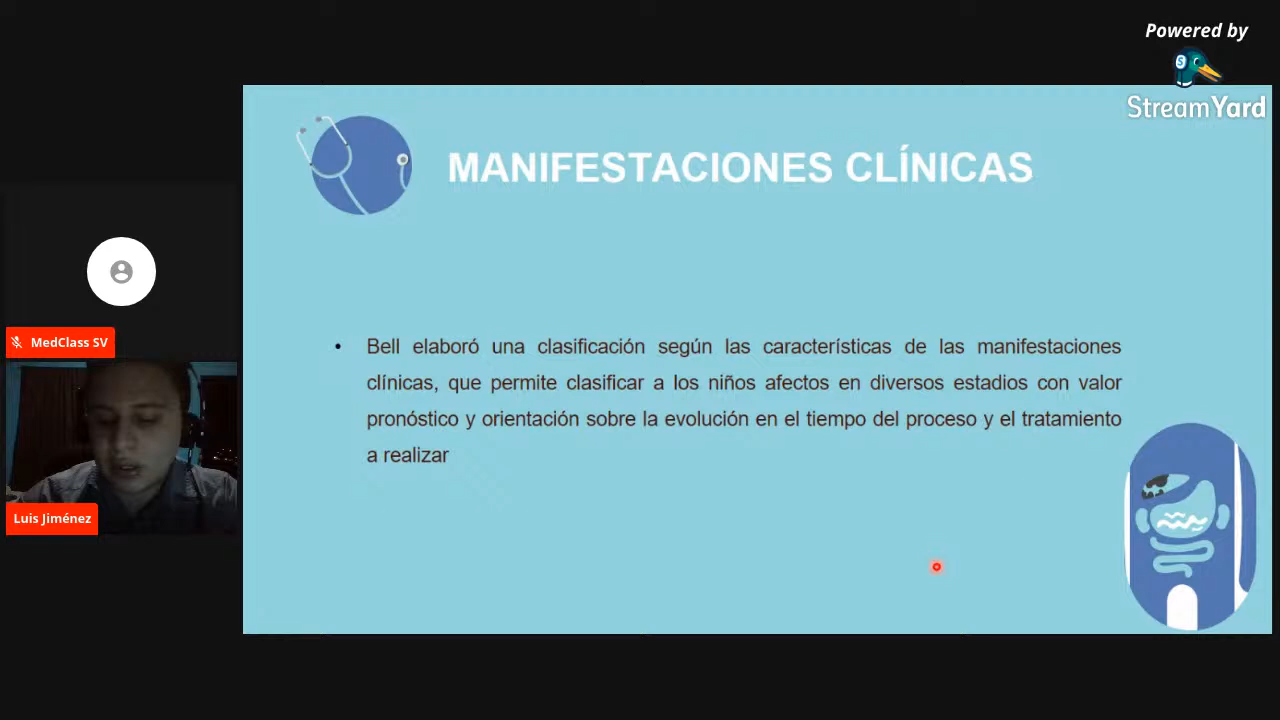 Powered by
S
StreamYard
MANIFESTACIONES CLÍNICAS
• Bell elaboró una clasificación según las características de las manifestaciones
clínicas, que permite clasificar a los niños afectos en diversos estadios con valor
pronóstico y orientación sobre la evolución en el tiempo del proceso y el tratamiento
a realizar
MedClass SV
Luis Jiménez